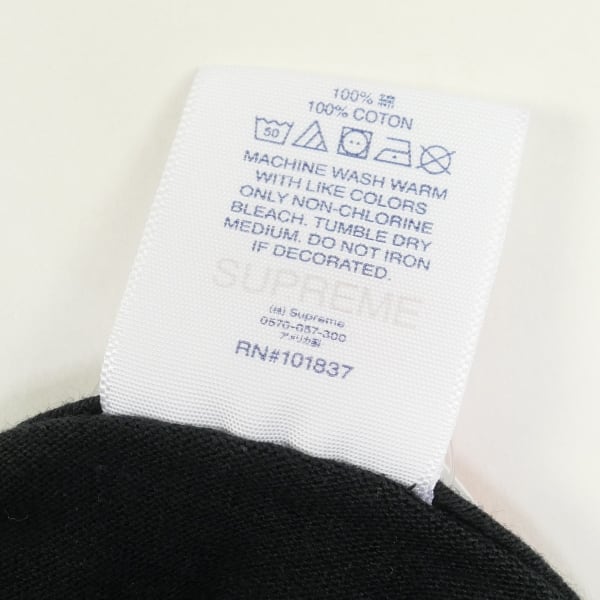 100% 綿
100% COTON
50
MACHINE WASH WARM
WITH LIKE COLORS
ONLY NON-CHLORINE
BLEACH. TUMBLE DRY
MEDIUM. DO NOT IRON
IF DECORATED.
SUPREME
(株) Supreme
0570-057-300
アメリカ製
RN#101837